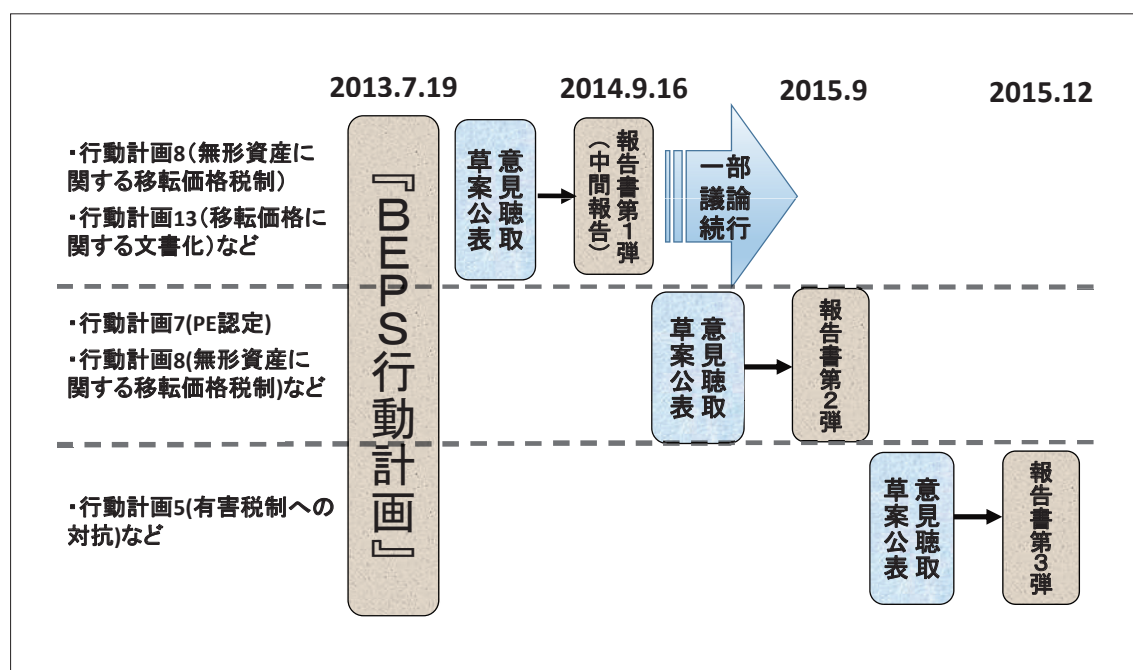 2013.7.19
2014.9.16
2015.9
2015.12
・行動計画8(無形資産に
関する移転価格税制)
・行動計画13(移転価格に
関する文書化)など
『BEPS行動計画』
意見聴取
草案公表
報告書第1弾
(中間報告)
一部
議論
続行
・行動計画7(PE認定)
・行動計画8(無形資産に
関する移転価格税制)など
意見聴取
草案公表
報告書第2弾
・行動計画5(有害税制への
対抗)など
意見聴取
草案公表
報告書第3弾